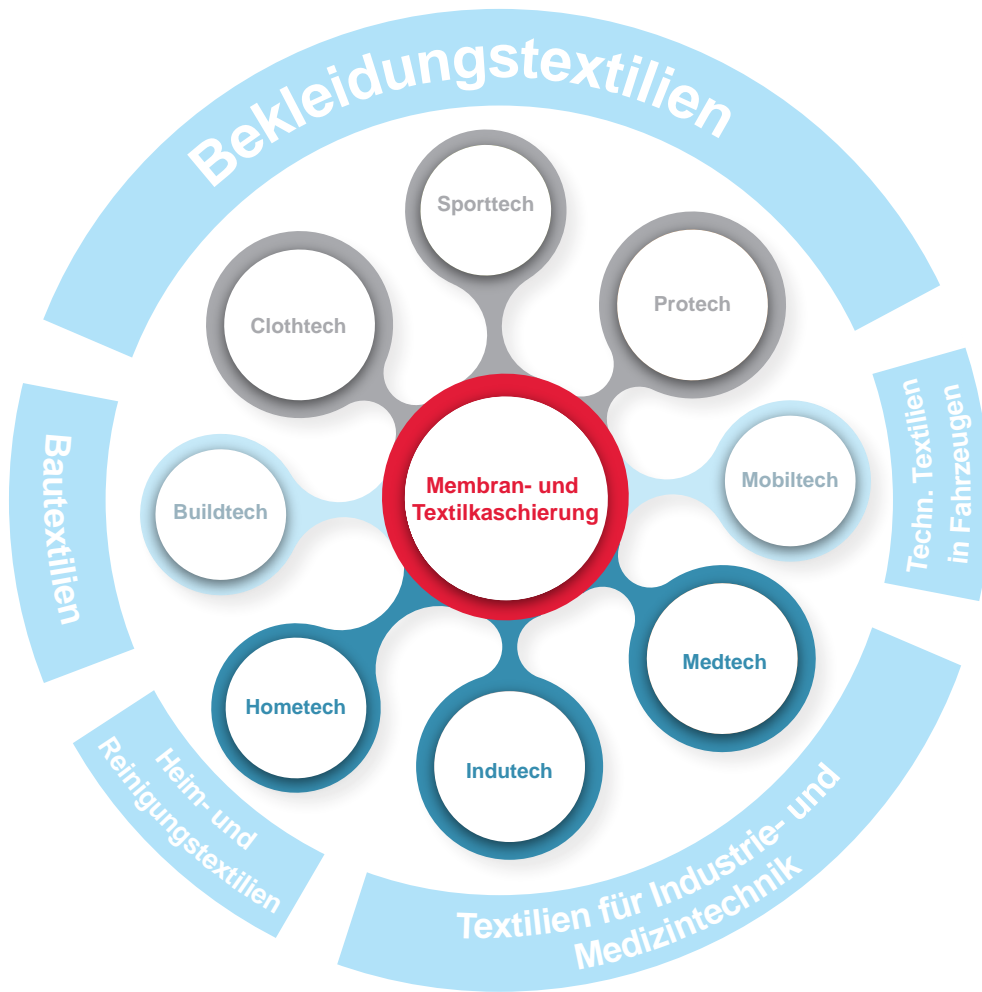 Bekleidungstextilien
Sporttech
Protech
Clothtech
Techn. Textilien
in Fahrzeugen
Bautextilien
Mobiltech
Membran- und
Textilkaschierung
Buildtech
Medtech
Hometech
Indutech
Heim- und
Reinigungstextilien
Textilien für Industrie- und
Medizintechnik